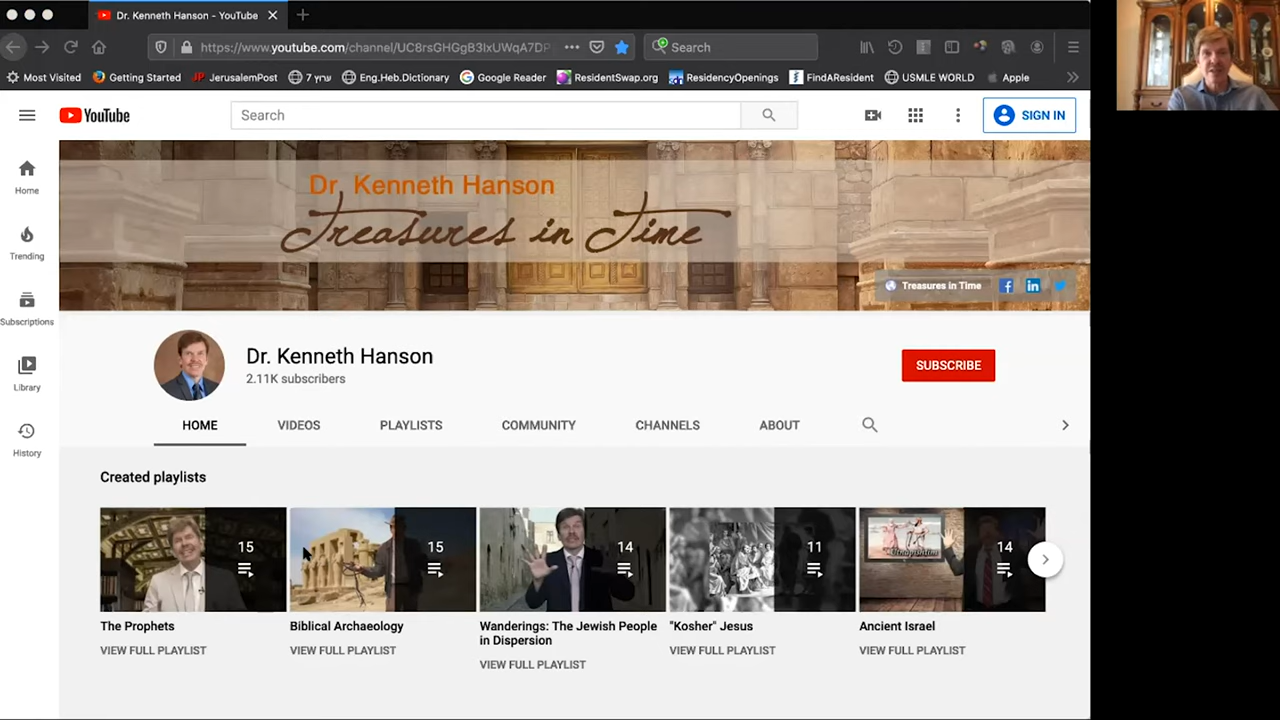 Dr. Kenneth Hanson - YouTube
https://www.youtube.com/channel/UC8rsGHGgB3IxUWqA7DP
Search
Most Visited Getting Started JP JerusalemPost ערוץ 7 Eng.Heb.Dictionary Google Reader ResidentSwap.org ResidencyOpenings FindAResident USMLE WORLD Apple
YouTube
Search
SIGN IN
Home
Trending
Subscriptions
Library
History
Dr. Kenneth Hanson
Treasures in Time
Treasures in Time
Dr. Kenneth Hanson
2.11K subscribers
SUBSCRIBE
HOME VIDEOS PLAYLISTS COMMUNITY CHANNELS ABOUT
Created playlists
15 15 14 11 14
The Prophets
VIEW FULL PLAYLIST
Biblical Archaeology
VIEW FULL PLAYLIST
Wanderings: The Jewish People
in Dispersion
VIEW FULL PLAYLIST
"Kosher" Jesus
VIEW FULL PLAYLIST
Ancient Israel
VIEW FULL PLAYLIST